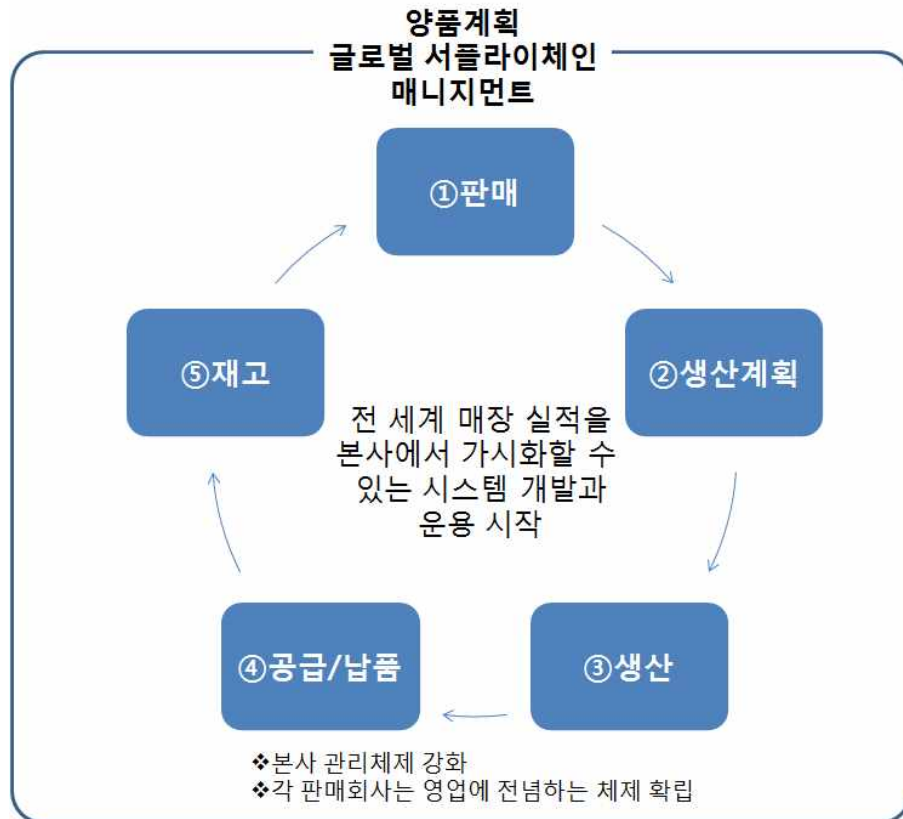 양품계획
글로벌 서플라이체인
매니지먼트
①판매
②생산계획
③생산
④공급/납품
⑤재고
전 세계 매장 실적을
본사에서 가시화할 수
있는 시스템 개발과
운용 시작
❖본사 관리체제 강화
❖각 판매회사는 영업에 전념하는 체제 확립